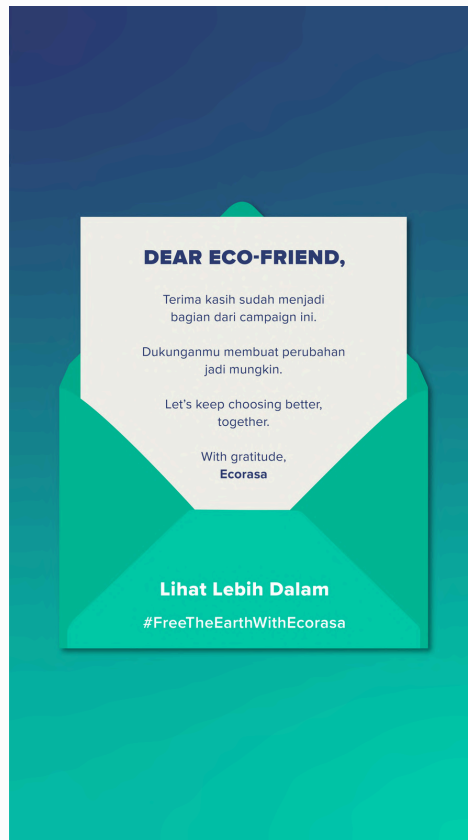 DEAR ECO-FRIEND,
Terima kasih sudah menjadi
bagian dari campaign ini.
Dukunganmu membuat perubahan
jadi mungkin.
Let's keep choosing better,
together.
With gratitude,
Ecorasa
Lihat Lebih Dalam
#FreeTheEarthWithEcorasa